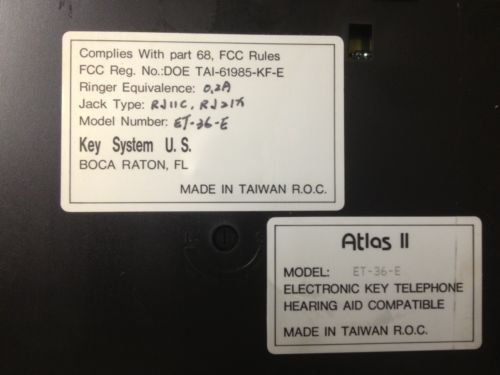 Complies With part 68, FCC Rules
FCC Reg. No.:DOE TAI-61985-KF-E
Ringer Equivalence: 0.2A
Jack Type: RJ11C, RJ21X
Model Number: ET-36-E
Key System U.S.
BOCA RATON, FL
MADE IN TAIWAN R.O.C.
Atlas II
MODEL: ET-36-E
ELECTRONIC KEY TELEPHONE
HEARING AID COMPATIBLE
MADE IN TAIWAN R.O.C.